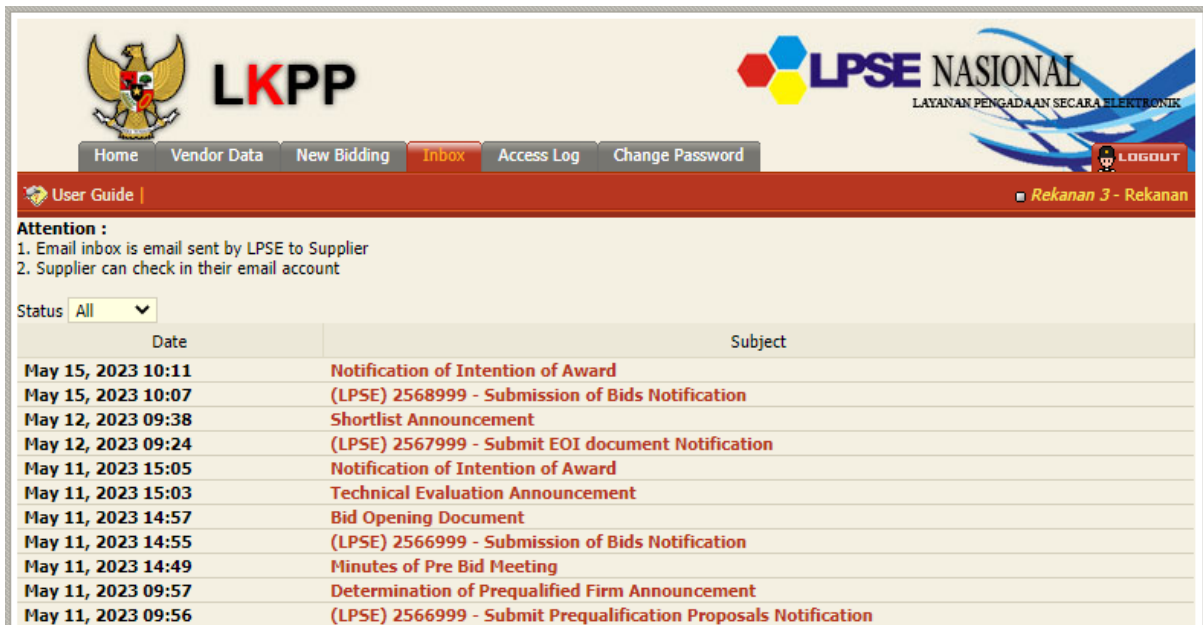 LKPP
LPSE NASIONAL
LAYANAN PENGADAAN SECARA ELEKTRONIK
Home Vendor Data New Bidding Inbox Access Log Change Password LOGOUT
User Guide | Rekanan 3 - Rekanan
Attention :
1. Email inbox is email sent by LPSE to Supplier
2. Supplier can check in their email account
Status All
Date Subject
May 15, 2023 10:11 Notification of Intention of Award
May 15, 2023 10:07 (LPSE) 2568999 - Submission of Bids Notification
May 12, 2023 09:38 Shortlist Announcement
May 12, 2023 09:24 (LPSE) 2567999 - Submit EOI document Notification
May 11, 2023 15:05 Notification of Intention of Award
May 11, 2023 15:03 Technical Evaluation Announcement
May 11, 2023 14:57 Bid Opening Document
May 11, 2023 14:55 (LPSE) 2566999 - Submission of Bids Notification
May 11, 2023 14:49 Minutes of Pre Bid Meeting
May 11, 2023 09:57 Determination of Prequalified Firm Announcement
May 11, 2023 09:56 (LPSE) 2566999 - Submit Prequalification Proposals Notification